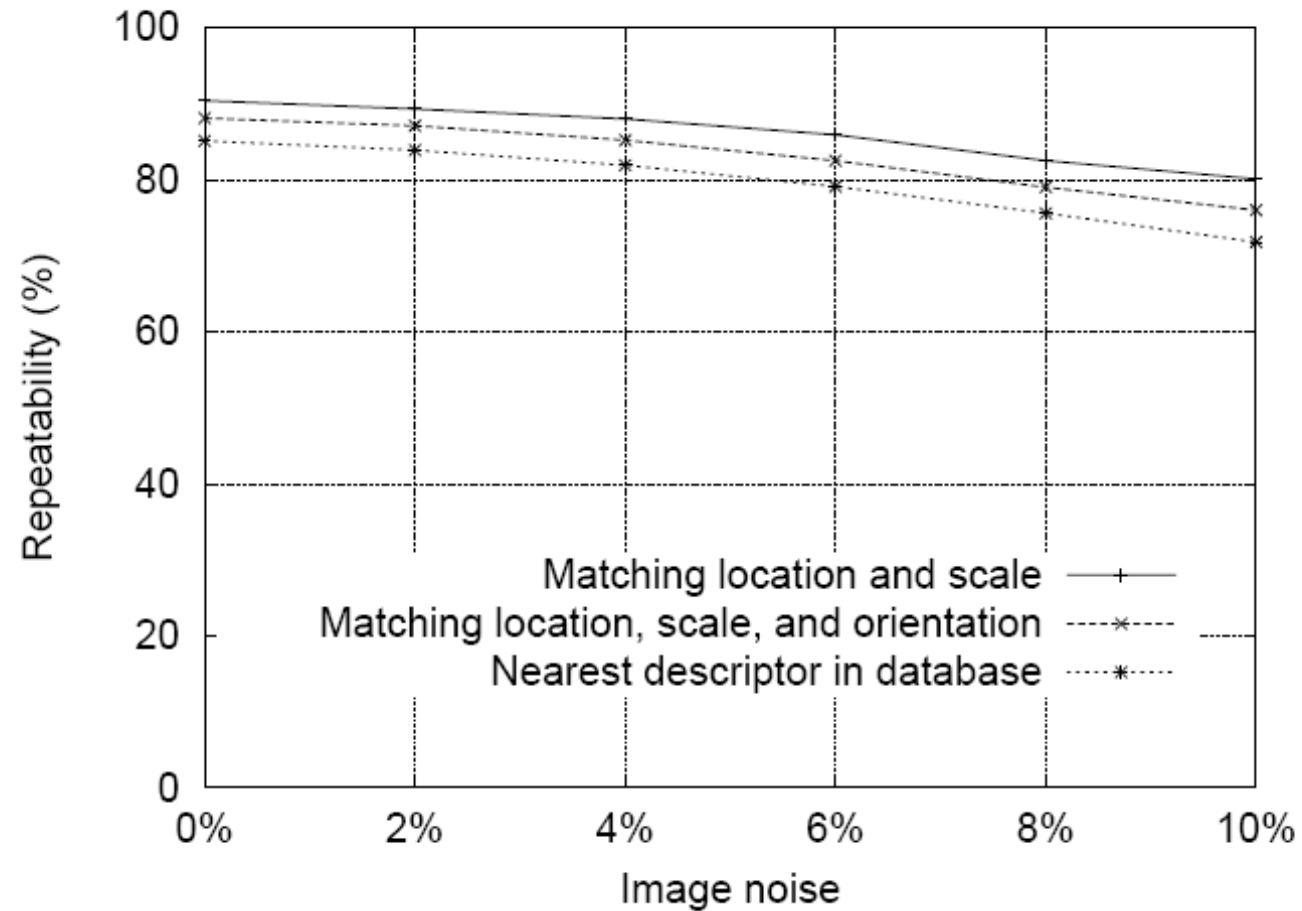 100
80
60
40
20
0
Repeatability (%)
Matching location and scale
Matching location, scale, and orientation
Nearest descriptor in database
0% 2% 4% 6% 8% 10%
Image noise